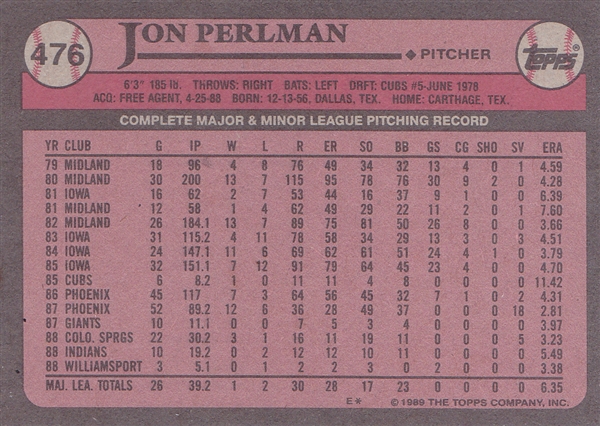 476
JON PERLMAN
PITCHER
TOPPS®
6'3" 185 lb. THROWS: RIGHT BATS: LEFT DRFT: CUBS #5-JUNE 1978
ACQ: FREE AGENT, 4-25-88 BORN: 12-13-56, DALLAS, TEX. HOME: CARTHAGE, TEX.
COMPLETE MAJOR & MINOR LEAGUE PITCHING RECORD
YR CLUB G IP W L R ER SO BB GS CG SHO SV ERA
79 MIDLAND 18 96 4 8 76 49 34 32 13 4 0 1 4.59
80 MIDLAND 30 200 13 7 115 95 78 76 30 9 2 0 4.28
81 IOWA 16 62 2 7 53 44 16 37 9 1 0 0 6.39
81 MIDLAND 12 58 1 4 62 49 29 22 11 2 0 1 7.60
82 MIDLAND 26 184.1 13 7 89 75 81 50 26 8 0 0 3.66
83 IOWA 31 115.2 4 11 78 58 34 29 13 3 0 3 4.51
84 IOWA 24 147.1 11 6 69 62 61 51 24 4 1 0 3.79
85 IOWA 32 151.1 7 12 91 79 64 45 23 4 0 0 4.70
85 CUBS 6 8.2 1 0 11 11 4 8 0 0 0 0 11.42
86 PHOENIX 45 117 7 3 64 56 45 32 7 1 0 2 4.31
87 PHOENIX 52 89.2 12 6 36 28 49 37 0 0 0 18 2.81
87 GIANTS 10 11.1 0 0 7 5 3 4 0 0 0 0 3.97
88 COLO. SPRGS 22 30.2 3 1 16 11 19 11 0 0 0 5 3.23
88 INDIANS 10 19.2 0 2 12 12 10 11 0 0 0 0 5.49
88 WILLIAMSPORT 3 5.1 0 1 2 2 3 0 2 0 0 0 3.38
MAJ. LEA. TOTALS 26 39.2 1 2 30 28 17 23 0 0 0 0 6.35
E* © 1989 THE TOPPS COMPANY, INC.